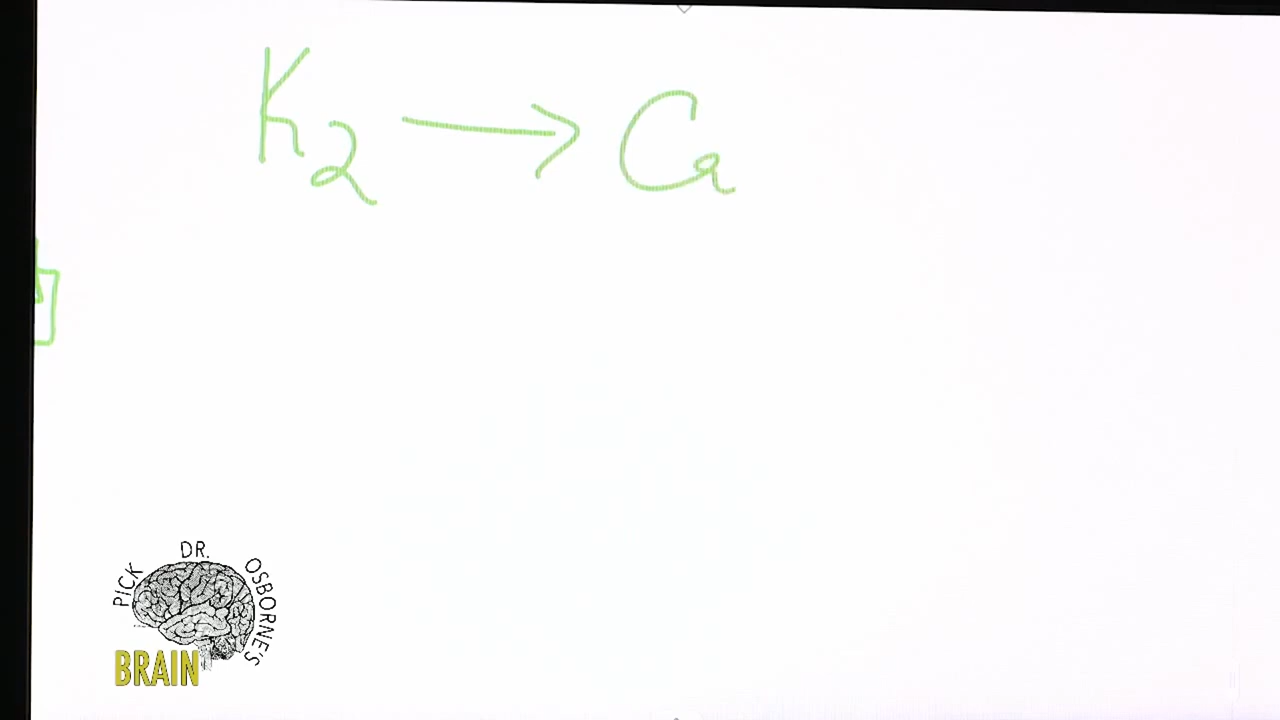 K2 → Ca
PICK DR. OSBORNE'S
BRAIN